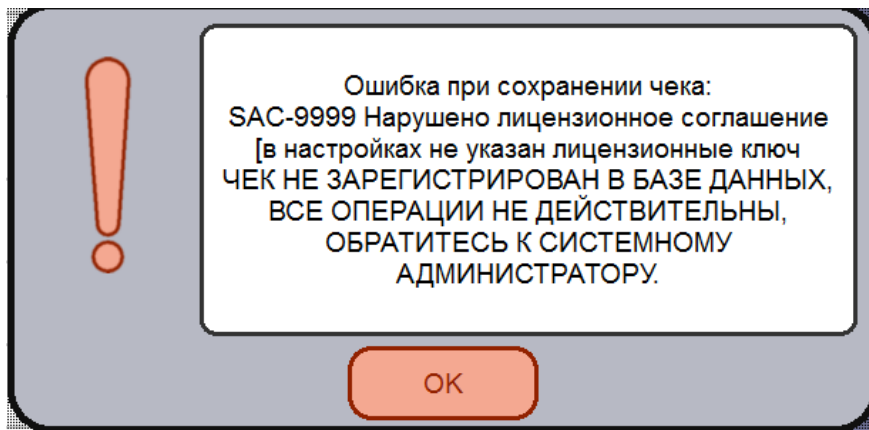 Ошибка при сохранении чека:
SAC-9999 Нарушено лицензионное соглашение
[в настройках не указан лицензионные ключ
ЧЕК НЕ ЗАРЕГИСТРИРОВАН В БАЗЕ ДАННЫХ,
ВСЕ ОПЕРАЦИИ НЕ ДЕЙСТВИТЕЛЬНЫ,
ОБРАТИТЕСЬ К СИСТЕМНОМУ
АДМИНИСТРАТОРУ.
OK